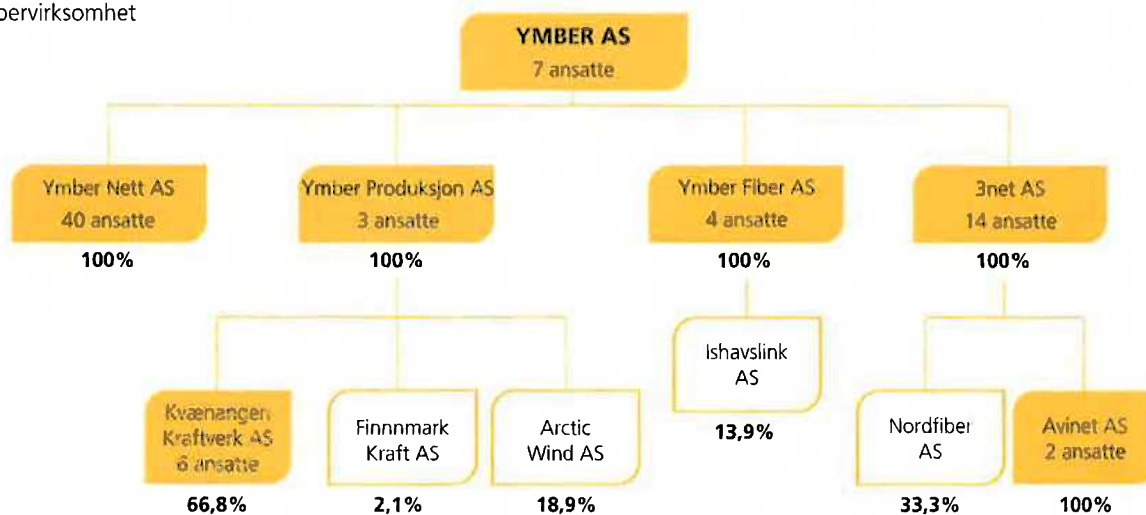 pervirksomhet
YMBER AS
7 ansatte
Ymber Nett AS
40 ansatte
100%
Ymber Produksjon AS
3 ansatte
100%
Ymber Fiber AS
4 ansatte
100%
3net AS
14 ansatte
100%
Kvænangen
Kraftverk AS
6 ansatte
66,8%
Finnnmark
Kraft AS
2,1%
Arctic
Wind AS
18,9%
Ishavslink
AS
13,9%
Nordfiber
AS
33,3%
Avinet AS
2 ansatte
100%